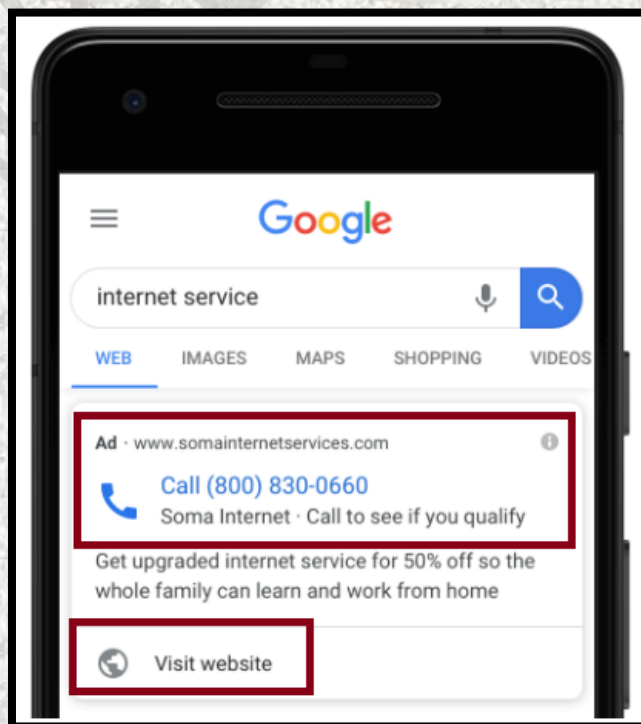 Google
internet service
WEB IMAGES MAPS SHOPPING VIDEOS
Ad · www.somainternetservices.com
Call (800) 830-0660
Soma Internet · Call to see if you qualify
Get upgraded internet service for 50% off so the
whole family can learn and work from home
Visit website